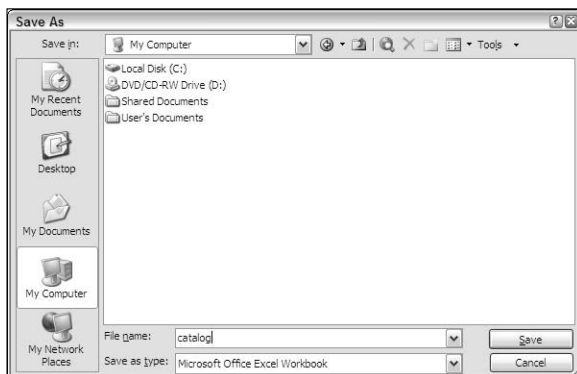 Save As
Save in: My Computer Tools
My Recent
Documents
Desktop
My Documents
My Computer
My Network
Places
Local Disk (C:)
DVD/CD-RW Drive (D:)
Shared Documents
User's Documents
File name: catalog Save
Save as type: Microsoft Office Excel Workbook Cancel